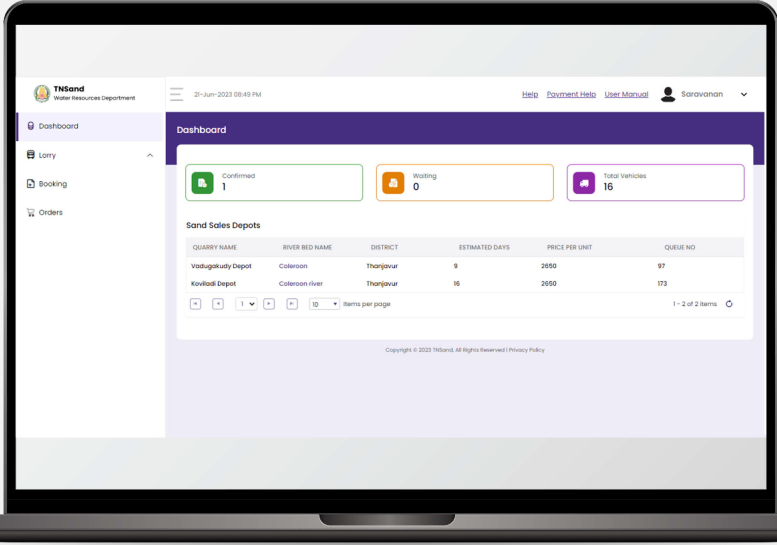 TNSand
Water Resources Department
21-Jun-2023 08:49 PM
Help Payment Help User Manual Saravanan
Dashboard
Lorry
Booking
Orders
Dashboard
Confirmed
1
Waiting
0
Total Vehicles
16
Sand Sales Depots
QUARRY NAME RIVER BED NAME DISTRICT ESTIMATED DAYS PRICE PER UNIT QUEUE NO
Vadugakudy Depot Coleroon Thanjavur 9 2650 97
Koviladi Depot Coleroon river Thanjavur 16 2650 173
1 10 Items per page 1 - 2 of 2 items
Copyright © 2023 TNSand, All Rights Reserved | Privacy Policy